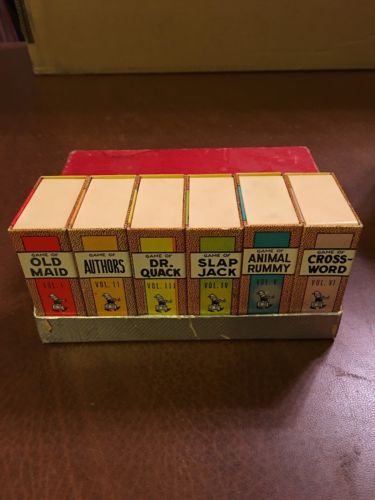 GAME OF
OLD
MAID
VOL. I
GAME OF
AUTHORS
VOL. II
GAME OF
DR.
QUACK
VOL. III
GAME OF
SLAP
JACK
VOL. IV
GAME OF
ANIMAL
RUMMY
VOL. V
GAME OF
CROSS-
WORD
VOL. VI